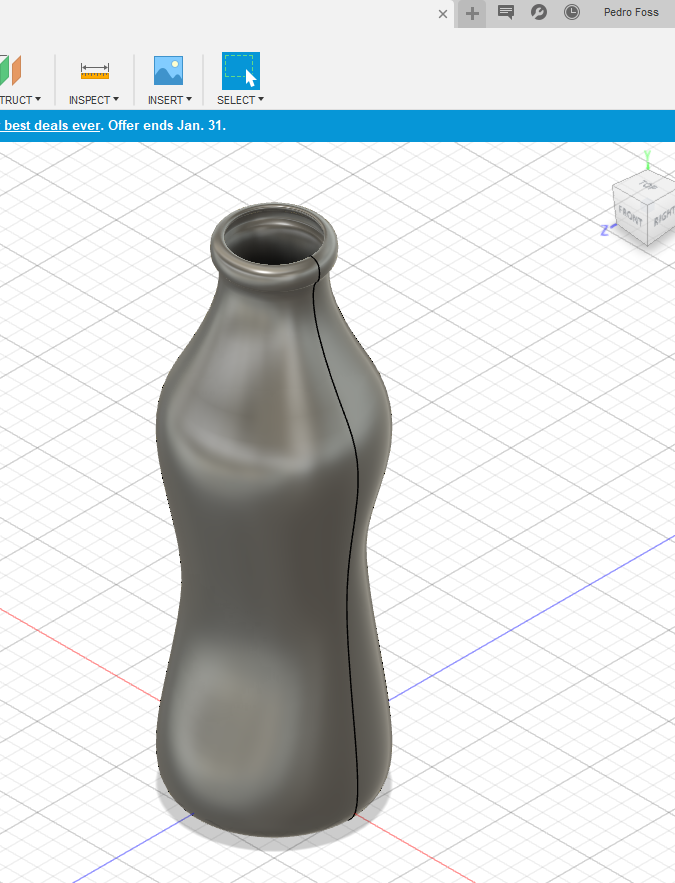 Pedro Foss
TRUCT INSPECT INSERT SELECT
best deals ever. Offer ends Jan. 31.
Y
TOP
FRONT RIGHT
Z